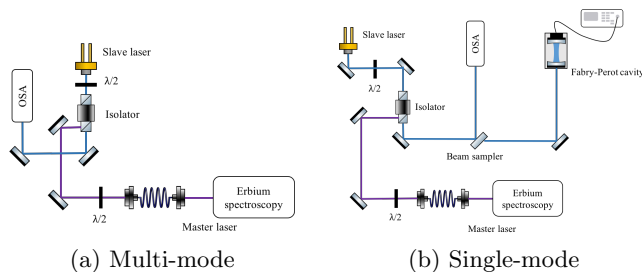 Slave laser
λ/2
OSA
Isolator
λ/2
Erbium
spectroscopy
Master laser
(a) Multi-mode
Slave laser
λ/2
OSA
Isolator
Fabry-Perot cavity
Beam sampler
λ/2
Erbium
spectroscopy
Master laser
(b) Single-mode